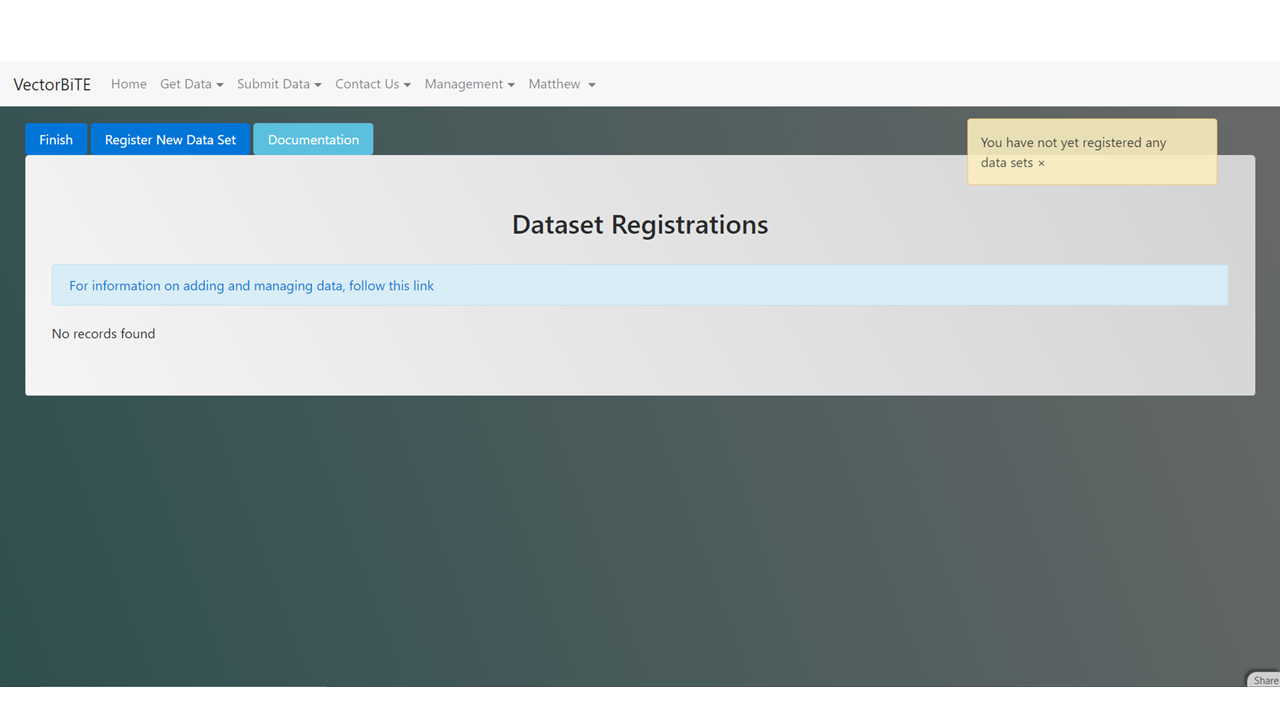 VectorBiTE Home Get Data Submit Data Contact Us Management Matthew
Finish Register New Data Set Documentation
You have not yet registered any
data sets ×
Dataset Registrations
For information on adding and managing data, follow this link
No records found
Share